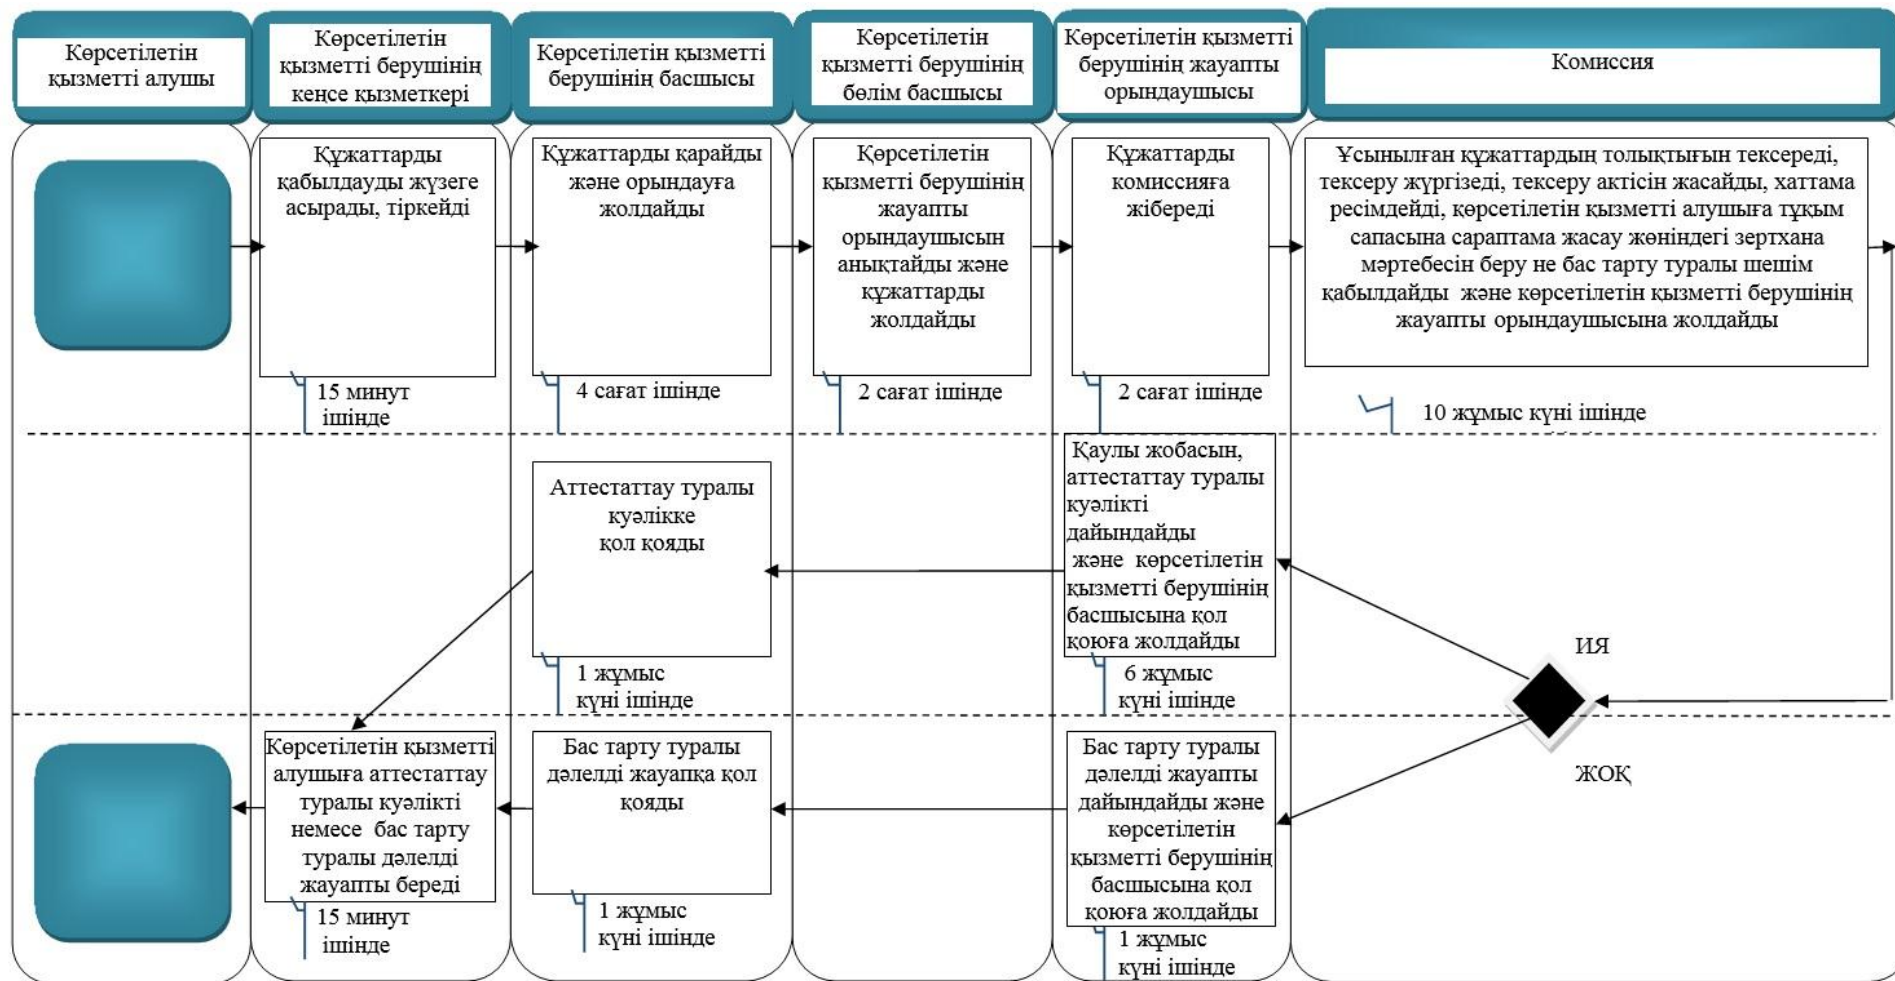 Көрсетілетін
қызметті алушы
Көрсетілетін
қызметті берушінің
кеңсе қызметкері
Көрсетілетін қызметті
берушінің басшысы
Көрсетілетін
қызметті берушінің
бөлім басшысы
Көрсетілетін қызметті
берушінің жауапты
орындаушысы
Комиссия
Құжаттарды
қабылдауды жүзеге
асырады, тіркейді
15 минут
ішінде
Құжаттарды қарайды
және орындауға
жолдайды
4 сағат ішінде
Көрсетілетін
қызметті берушінің
жауапты
орындаушысын
анықтайды және
құжаттарды
жолдайды
2 сағат ішінде
Құжаттарды
комиссияға
жібереді
2 сағат ішінде
Ұсынылған құжаттардың толықтығын тексереді,
тексеру жүргізеді, тексеру актісін жасайды, хаттама
ресімдейді, көрсетілетін қызметті алушыға тұқым
сапасына сараптама жасау жөніндегі зертхана
мәртебесін беру не бас тарту туралы шешім
қабылдайды және көрсетілетін қызметті берушінің
жауапты орындаушысына жолдайды
10 жұмыс күні ішінде
Аттестаттау туралы
куәлікке
қол қояды
1 жұмыс
күні ішінде
Қаулы жобасын,
аттестаттау туралы
куәлікті
дайындайды
және көрсетілетін
қызметті берушінің
басшысына қол
қоюға жолдайды
6 жұмыс
күні ішінде
ИЯ
ЖОҚ
Көрсетілетін қызметті
алушыға аттестаттау
туралы куәлікті
немесе бас тарту
туралы дәлелді
жауапты береді
15 минут
ішінде
Бас тарту туралы
дәлелді жауапқа қол
қояды
1 жұмыс
күні ішінде
Бас тарту туралы
дәлелді жауапты
дайындайды және
көрсетілетін
қызметті берушінің
басшысына қол
қоюға жолдайды
1 жұмыс
күні ішінде